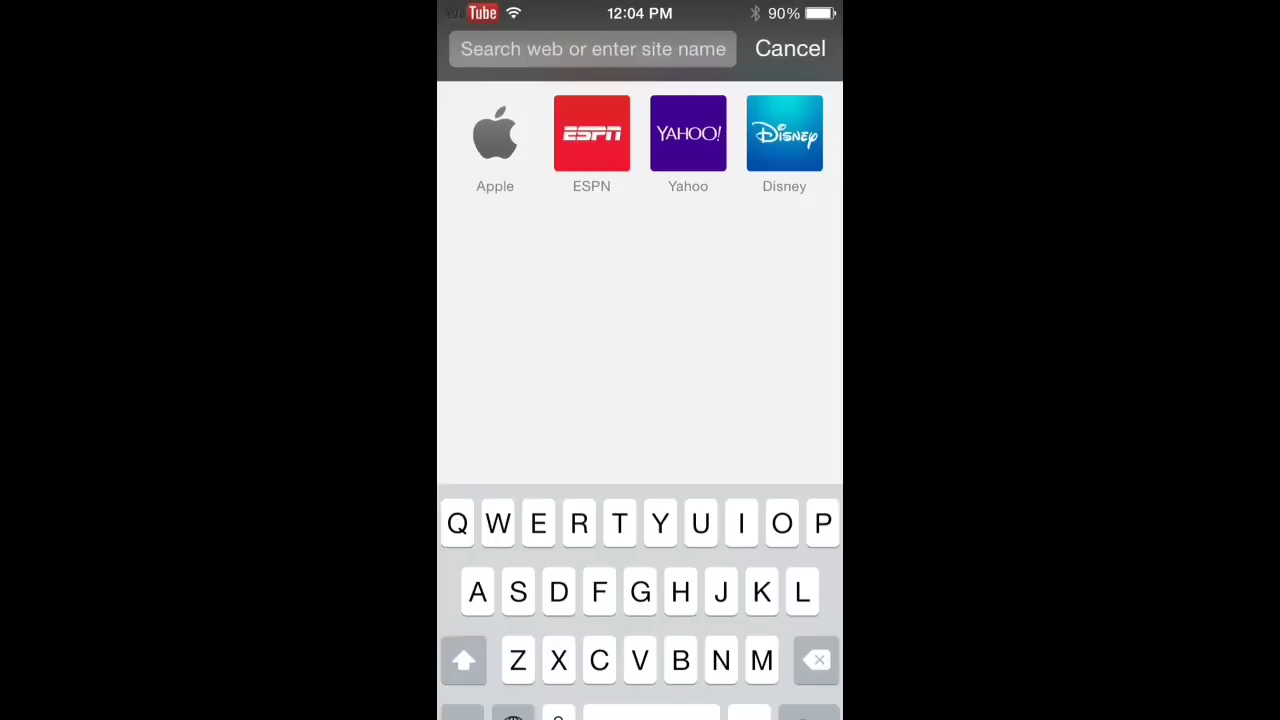 You Tube 12:04 PM 90%
Search web or enter site name Cancel
ESPN YAHOO! Disney
Apple ESPN Yahoo Disney
Q W E R T Y U I O P
A S D F G H J K L
Z X C V B N M